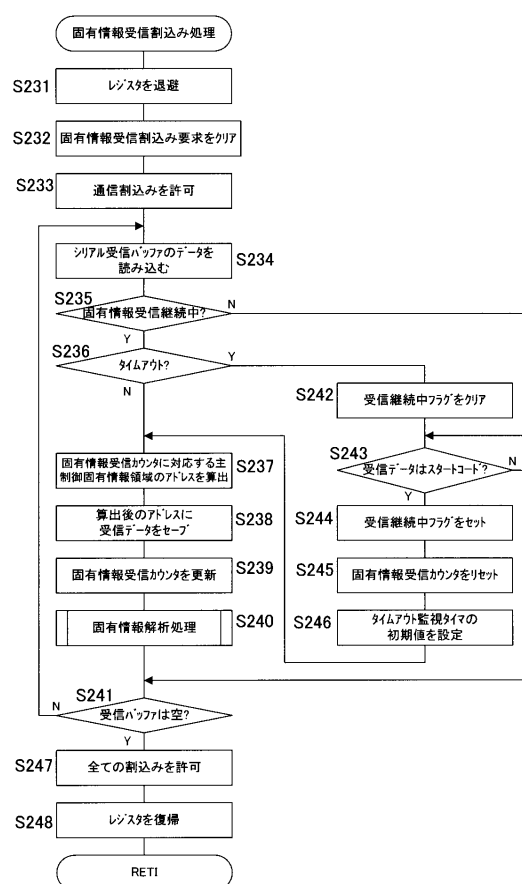 固有情報受信割込み処理
S231
レジスタを退避
S232
固有情報受信割込み要求をクリア
S233
通信割込みを許可
シリアル受信バッファのデータを
読み込む
S234
S235
固有情報受信継続中?
N
Y
S236
タイムアウト?
Y
N
S242
受信継続中フラグをクリア
S243
受信データはスタートコード?
N
Y
固有情報受信カウンタに対応する主
制御固有情報領域のアドレスを算出
S237
算出後のアドレスに
受信データをセーブ
S238
S244
受信継続中フラグをセット
固有情報受信カウンタを更新
S239
S245
固有情報受信カウンタをリセット
固有情報解析処理
S240
S246
タイムアウト監視タイマの
初期値を設定
S241
N
受信バッファは空?
Y
S247
全ての割込みを許可
S248
レジスタを復帰
RETI